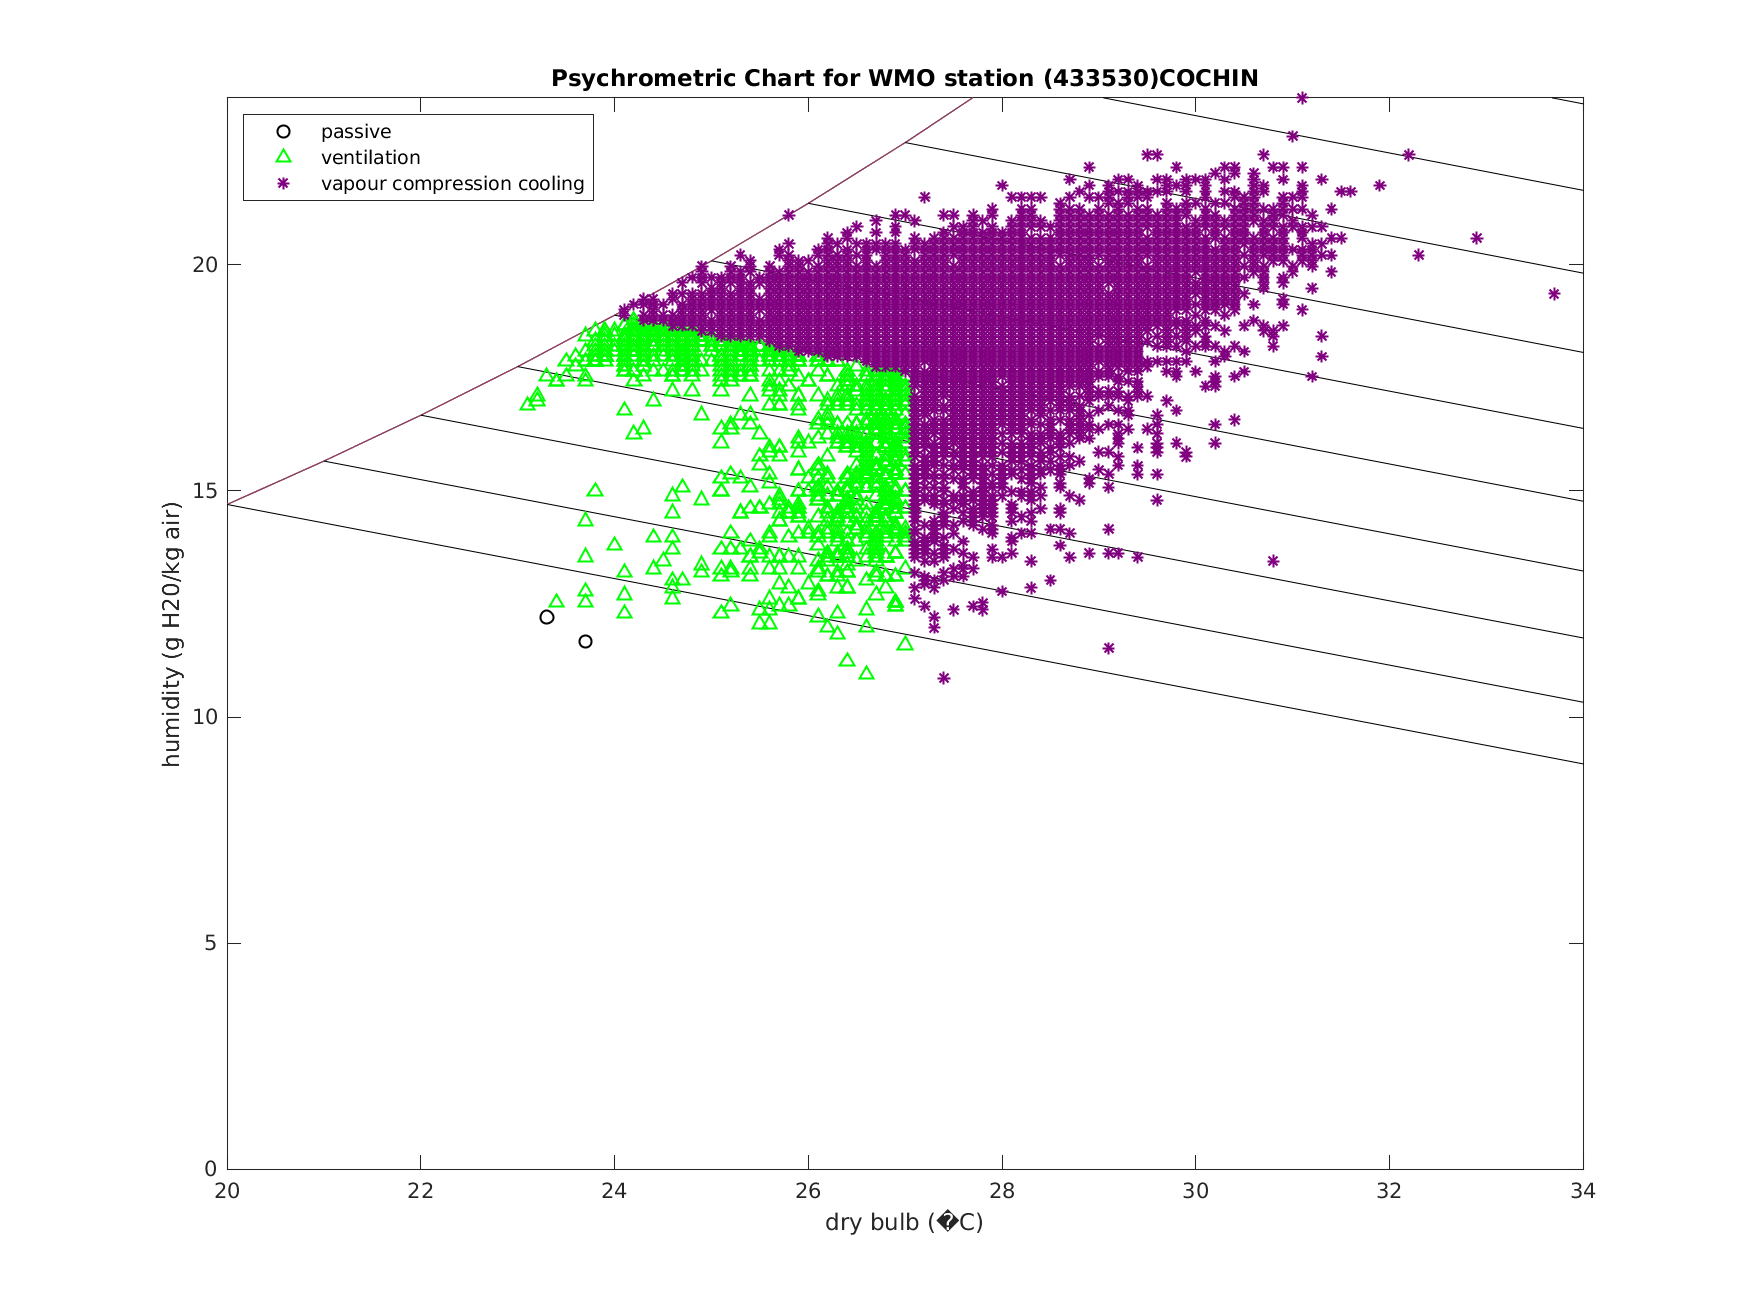 Psychrometric Chart for WMO station (433530)COCHIN
passive
ventilation
vapour compression cooling
humidity (g H20/kg air)
20
15
10
5
0
20 22 24 26 28 30 32 34
dry bulb (�C)